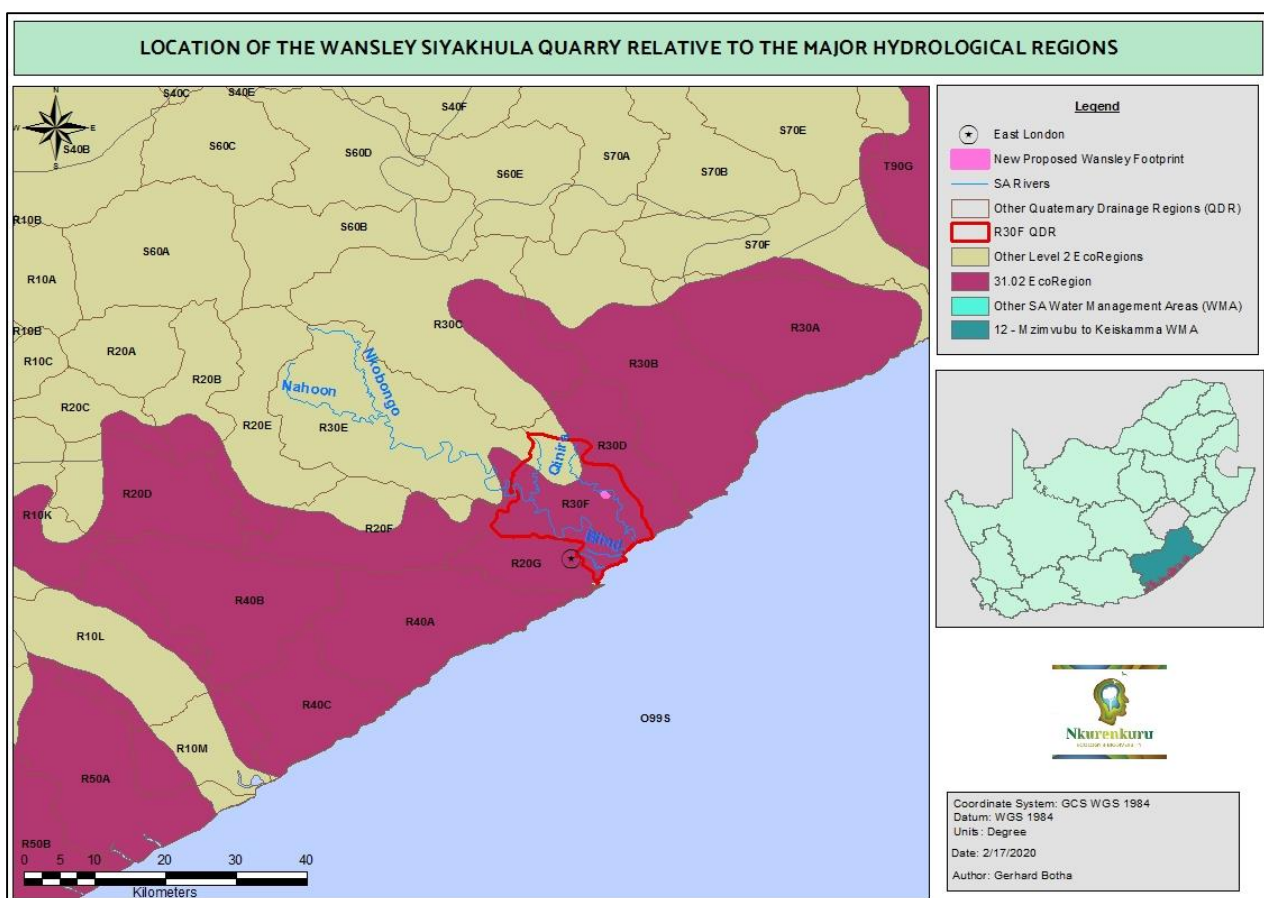 LOCATION OF THE WANSLEY SIYAKHULA QUARRY RELATIVE TO THE MAJOR HYDROLOGICAL REGIONS
N
W E
S
S40C
S40E
S40F
S40B
S60C
S60D
S60E
S70A
S70B
S70E
T90G
R10B
S60A
S60B
S70F
R10A
R10B
R10C
R20A
R20B
R30C
R30A
R30B
Nkobongo
Nahoon
R20C
R20E
R30E
Qinira
R30D
R20D
R10K
R20F
R30F
Blind
R20G
R40B
R40A
R10L
R40C
O99S
R10M
R50A
R50B
0 5 10 20 30 40
Kilometers
Legend
East London
New Proposed Wansley Footprint
SA Rivers
Other Quaternary Drainage Regions (QDR)
R30F QDR
Other Level 2 EcoRegions
31.02 EcoRegion
Other SA Water Management Areas (WMA)
12 - Mzimvubu to Keiskamma WMA
Nkurenkuru
Coordinate System: GCS WGS 1984
Datum: WGS 1984
Units: Degree
Date: 2/17/2020
Author: Gerhard Botha